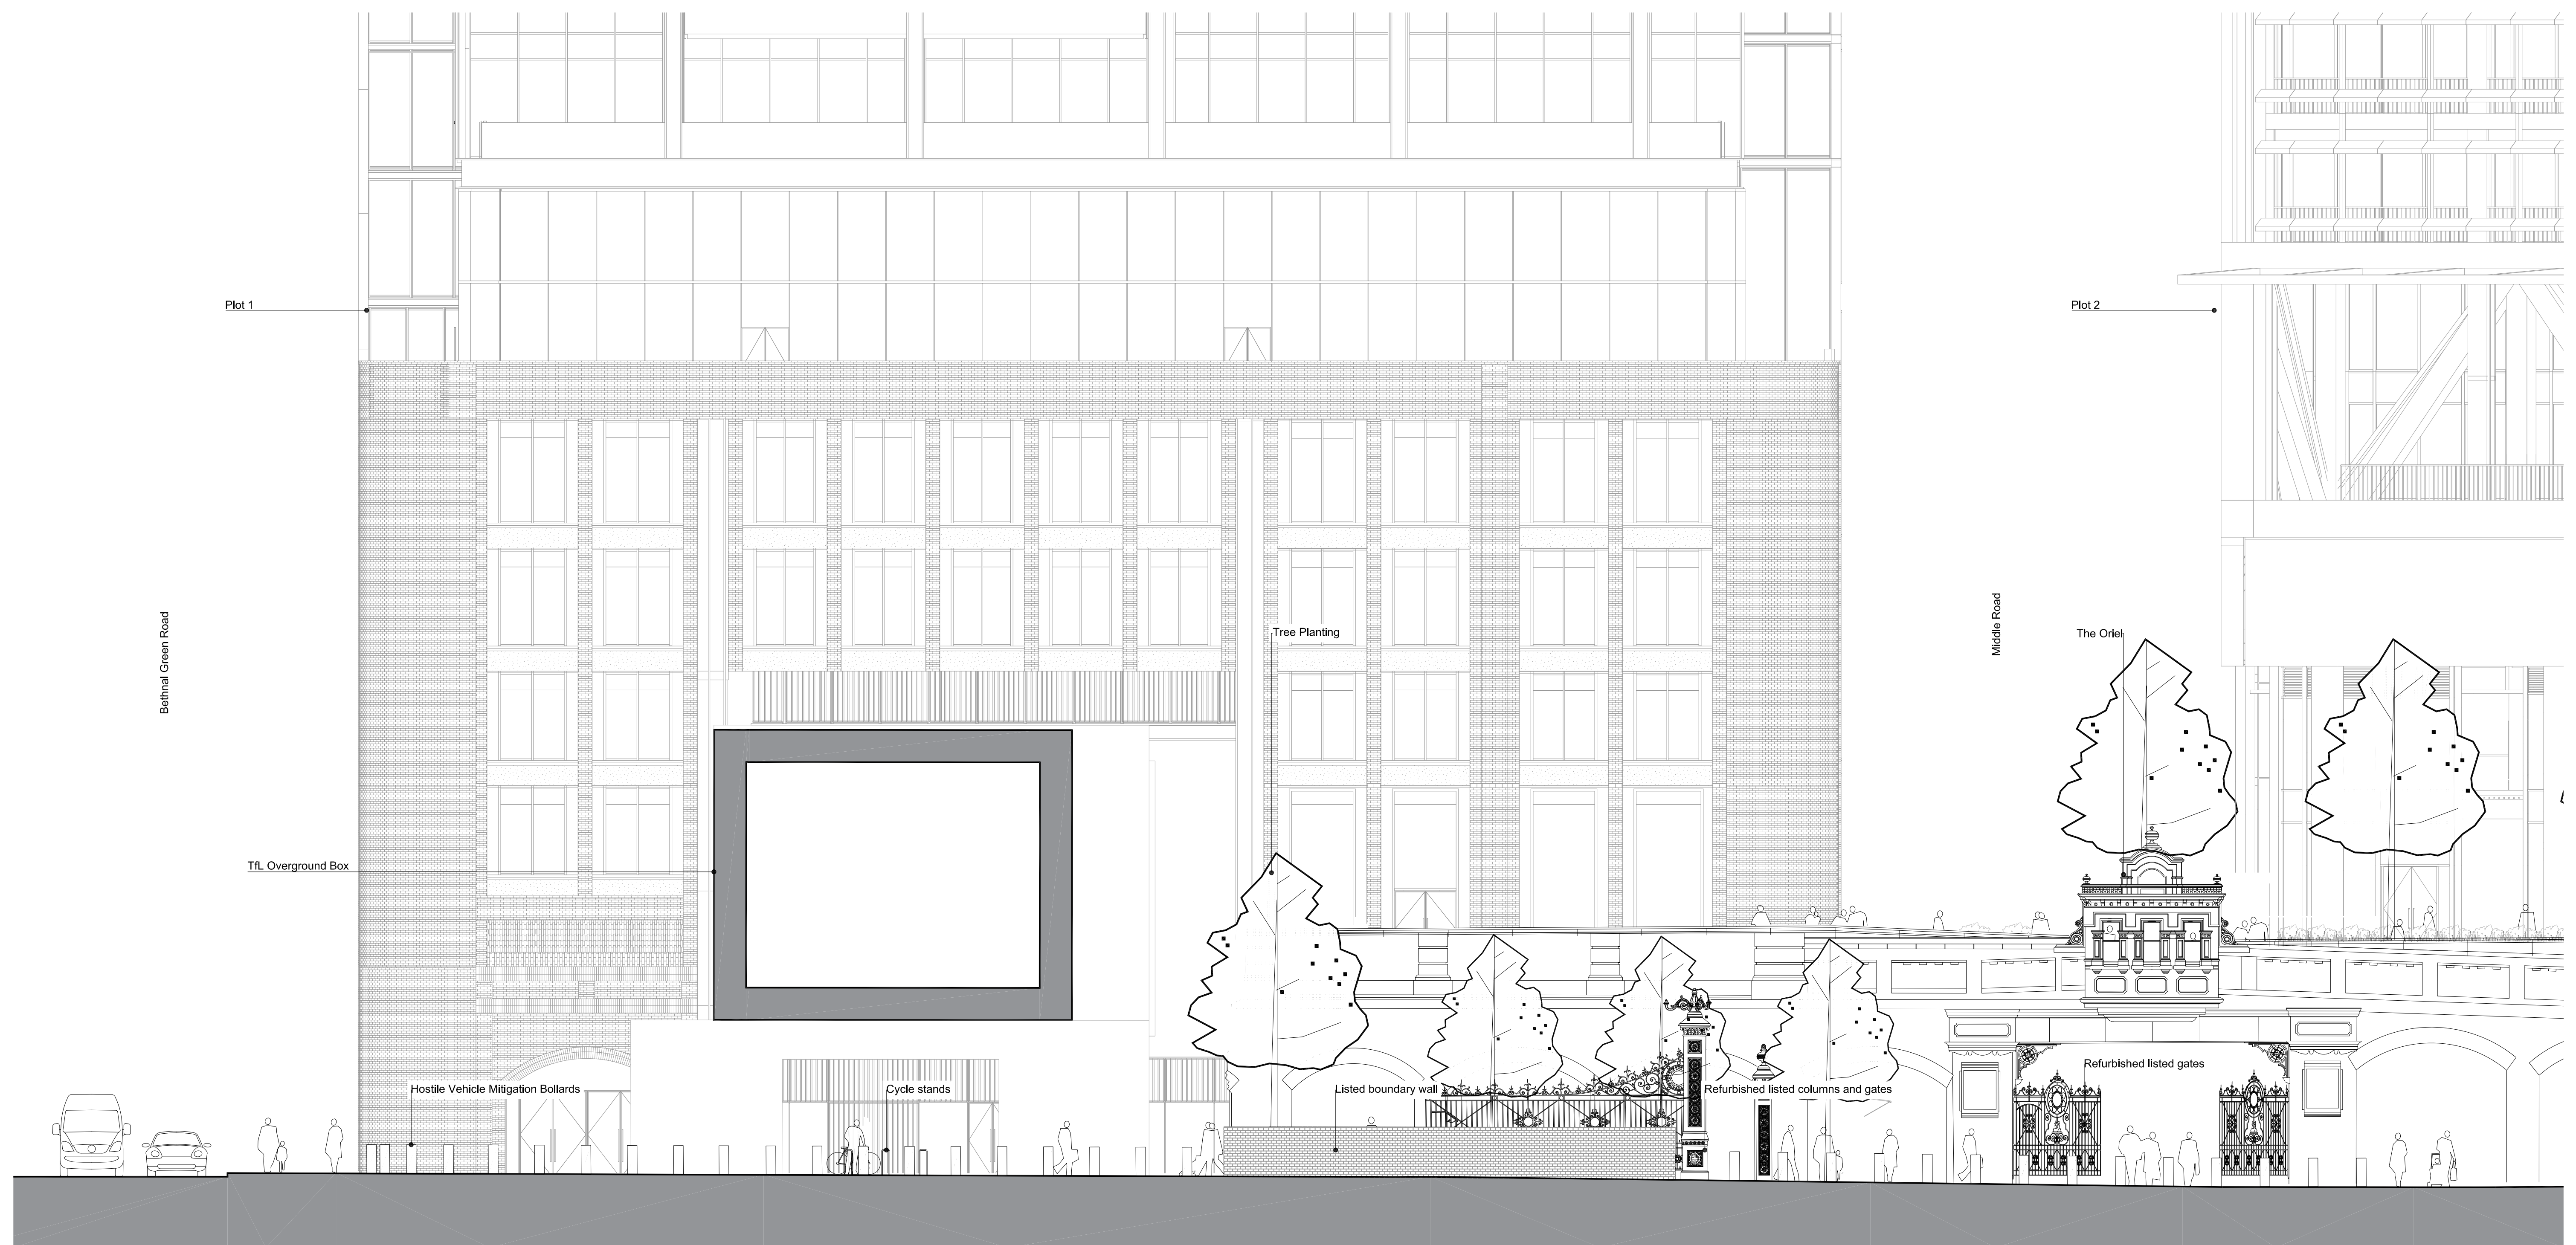 Plot 1
Plot 2
Bethnal Green Road
Tree Planting
Middle Road
The Oriel
TfL Overground Box
Hostile Vehicle Mitigation Bollards
Cycle stands
Listed boundary wall
Refurbished listed columns and gates
Refurbished listed gates